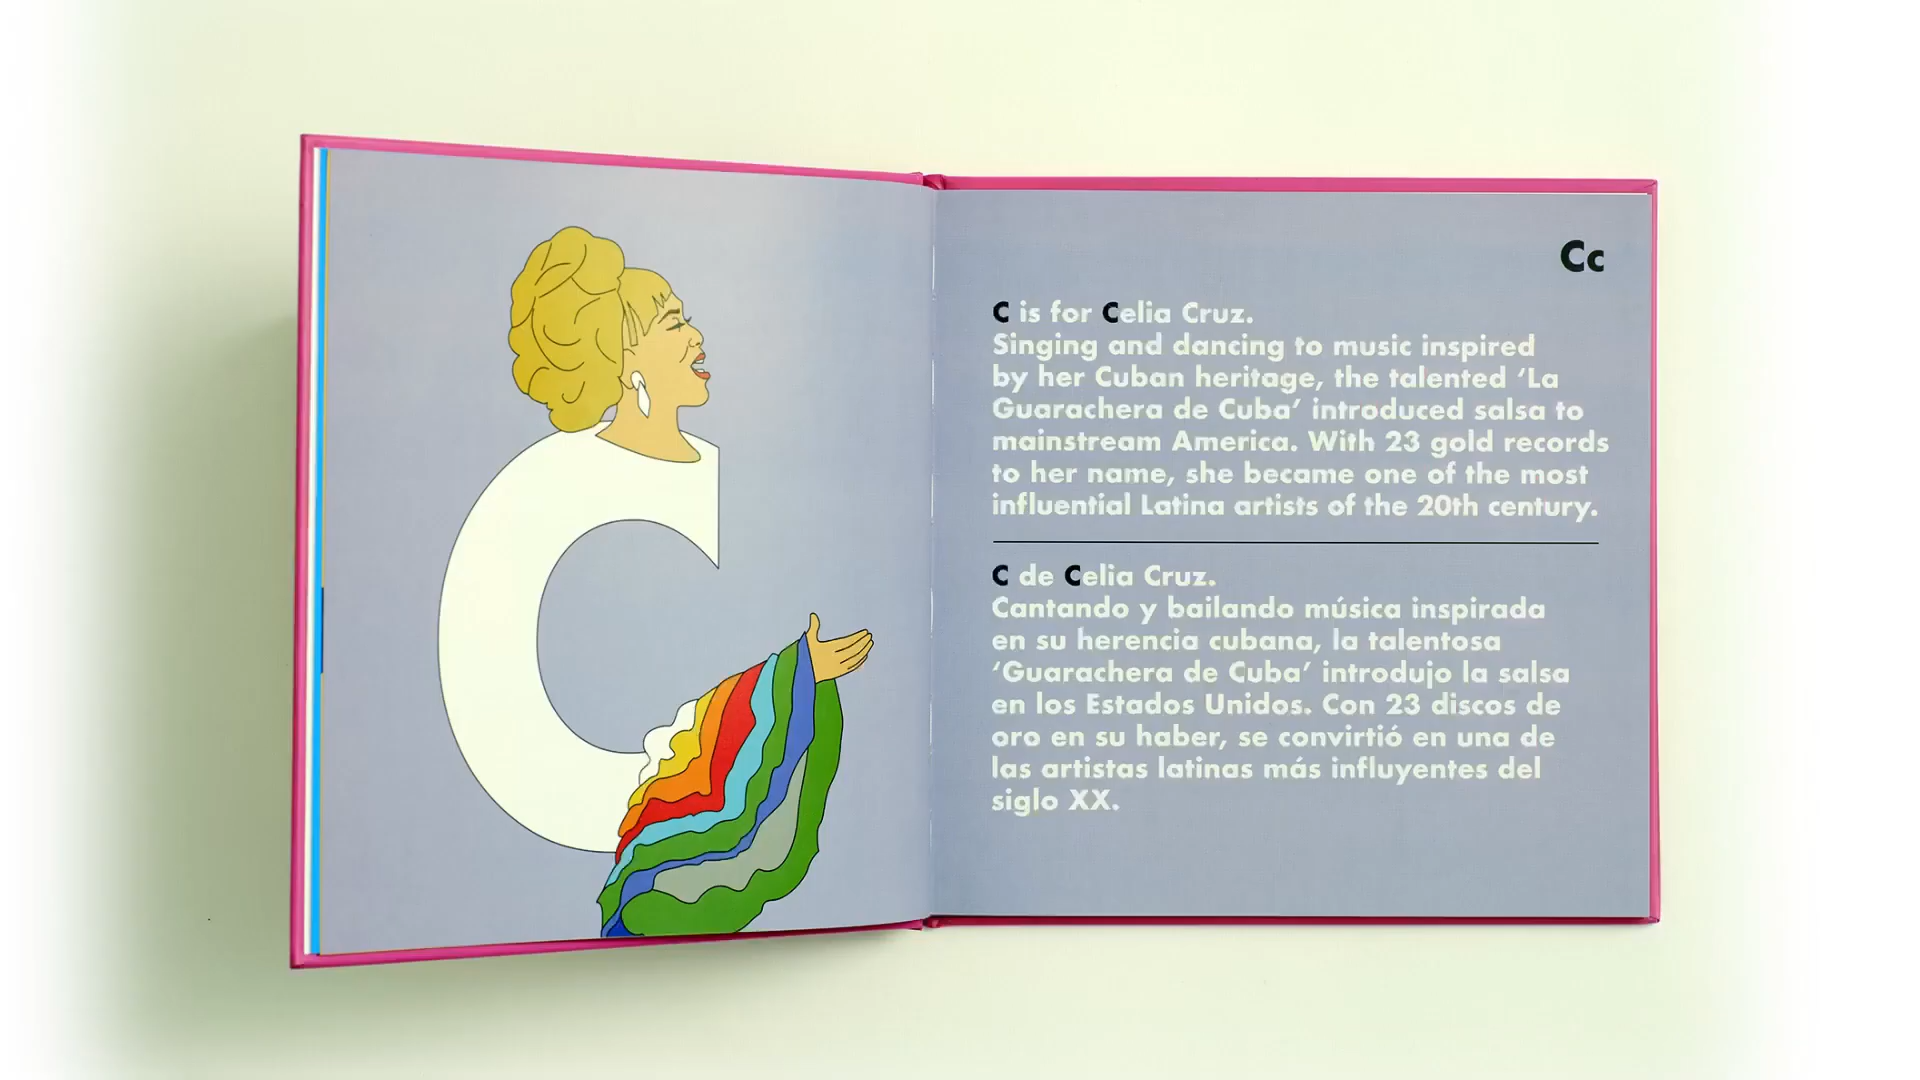 Cc
C is for Celia Cruz.
Singing and dancing to music inspired
by her Cuban heritage, the talented ‘La
Guarachera de Cuba’ introduced salsa to
mainstream America. With 23 gold records
to her name, she became one of the most
influential Latina artists of the 20th century.
C de Celia Cruz.
Cantando y bailando música inspirada
en su herencia cubana, la talentosa
‘Guarachera de Cuba’ introdujo la salsa
en los Estados Unidos. Con 23 discos de
oro en su haber, se convirtió en una de
las artistas latinas más influyentes del
siglo XX.